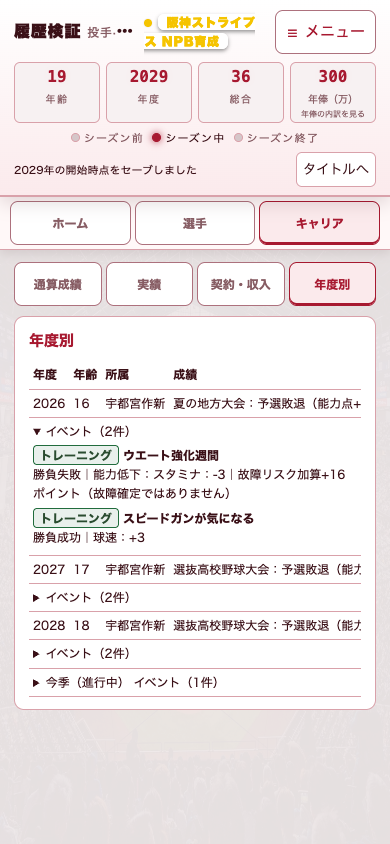 履歴検証 投手.••• ● 阪神ストライプ
ス NPB育成
≡ メニュー
19 2029 36 300
年齢 年度 総合 年俸（万）
年俸の内訳を見る
シーズン前 シーズン中 シーズン終了
2029年の開始時点をセーブしました タイトルへ
ホーム 選手 キャリア
通算成績 実績 契約・収入 年度別
年度別
年度 年齢 所属 成績
2026 16 宇都宮作新 夏の地方大会：予選敗退（能力点+
▼ イベント（2件）
トレーニング ウエート強化週間
勝負失敗｜能力低下：スタミナ：-3｜故障リスク加算+16
ポイント（故障確定ではありません）
トレーニング スピードガンが気になる
勝負成功｜球速：+3
2027 17 宇都宮作新 選抜高校野球大会：予選敗退（能
▶ イベント（2件）
2028 18 宇都宮作新 選抜高校野球大会：予選敗退（能
▶ イベント（2件）
▶ 今季（進行中） イベント（1件）